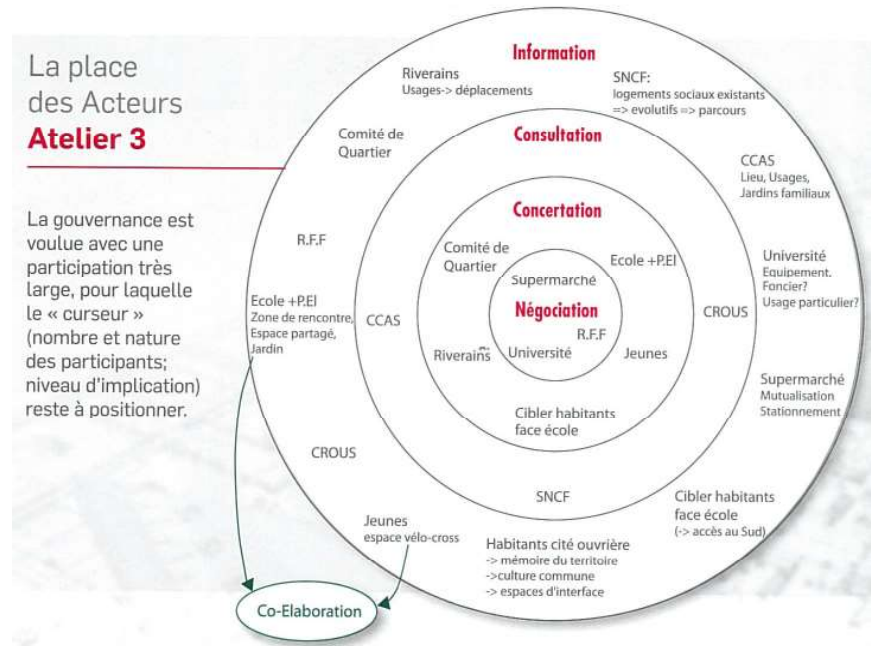 La place
des Acteurs
Atelier 3
La gouvernance est
voulue avec une
participation très
large, pour laquelle
le « curseur »
(nombre et nature
des participants;
niveau d'implication)
reste à positionner.
Information
Riverains
Usages-> déplacements
SNCF:
logements sociaux existants
=> evolutifs => parcours
Comité de
Quartier
CCAS
Lieu, Usages,
Jardins familiaux
R.F.F
Université
Equipement.
Foncier?
Usage particulier?
Ecole +P.El
Zone de rencontre,
Espace partagé,
Jardin
Supermarché
Mutualisation
Stationnement
CROUS
Cibler habitants
face école
(-> accès au Sud)
Jeunes
espace vélo-cross
Habitants cité ouvrière
-> mémoire du territoire
->culture commune
-> espaces d'interface
Consultation
CCAS
CROUS
SNCF
Concertation
Comité de
Quartier
Ecole +P.El
Riverains
Jeunes
Cibler habitants
face école
Supermarché
Négociation
R.F.F
Université
Co-Elaboration